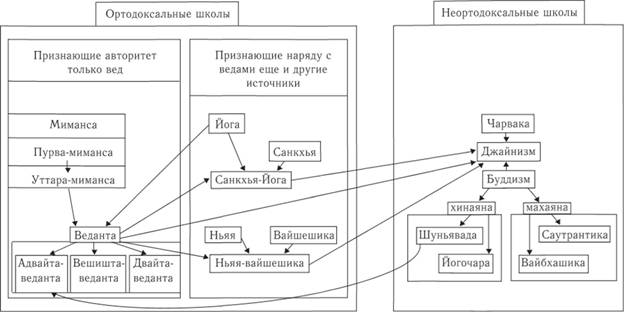 Ортодоксальные школы
Неортодоксальные школы
Признающие авторитет
только вед
Признающие наряду с
ведами еще и другие
источники
Миманса
Пурва-миманса
Уттара-миманса
Веданта
Адвайта-
веданта
Вешишта-
веданта
Двайта-
веданта
Йога
Санкхья
Санкхья-Йога
Ньяя
Вайшешика
Ньяя-вайшешика
Чарвака
Джайнизм
Буддизм
хинаяна
махаяна
Шуньявада
Йогочара
Саутрантика
Вайбхашика